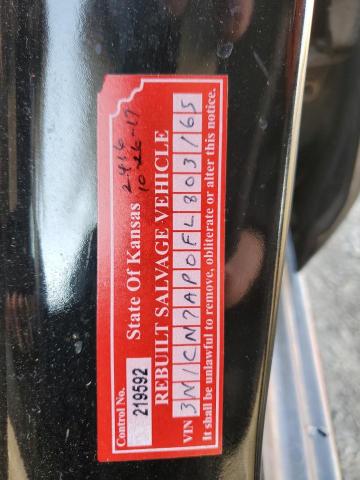 Control No.
219592
State Of Kansas
10-26-17
REBUILT SALVAGE VEHICLE
VIN 3N1CN7AP0FL803165
It shall be unlawful to remove, obliterate or alter this notice.